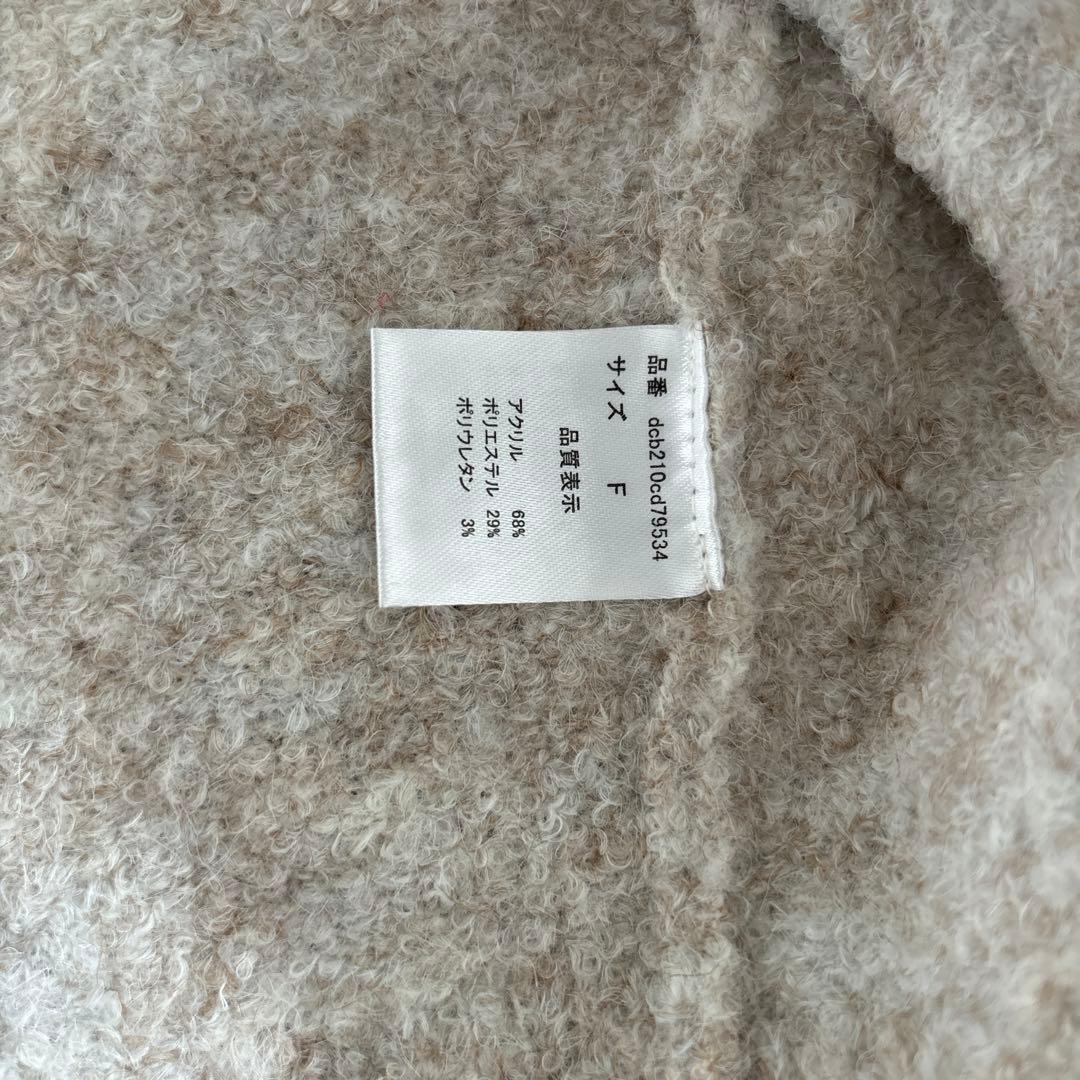 品番 dcb210cd79534
サイズ F
品質表示
アクリル 68%
ポリエステル 29%
ポリウレタン 3%